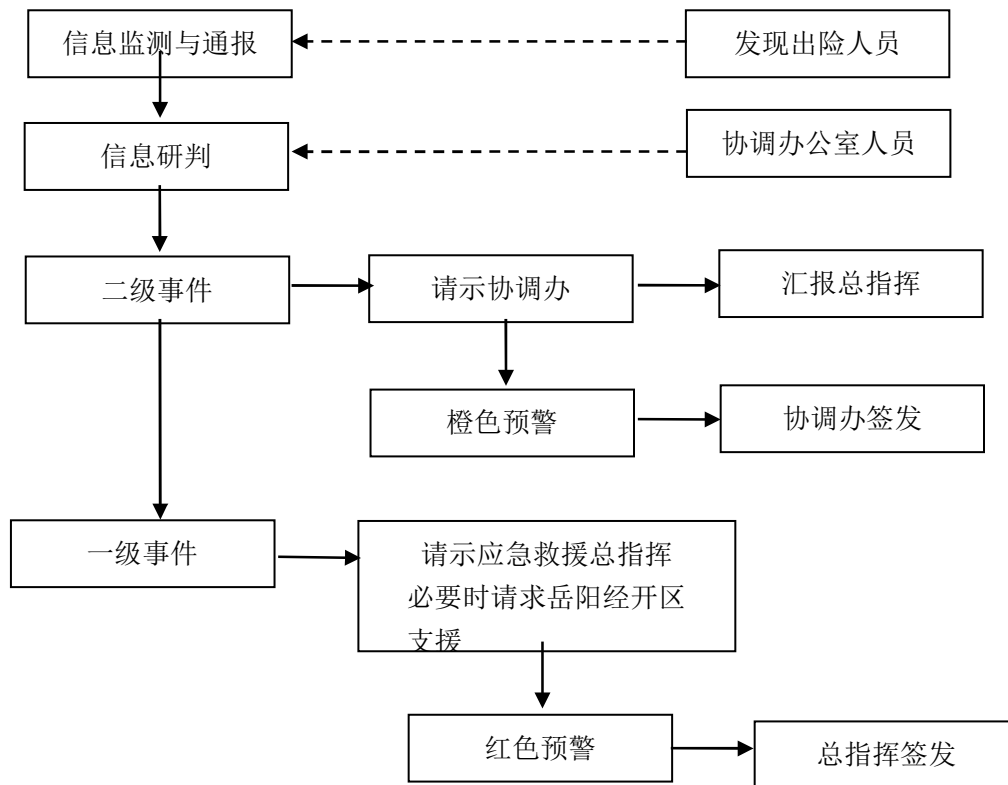 信息监测与通报
发现出险人员
信息研判
协调办公室人员
二级事件
请示协调办
汇报总指挥
橙色预警
协调办签发
一级事件
请示应急救援总指挥
必要时请求岳阳经开区
支援
红色预警
总指挥签发